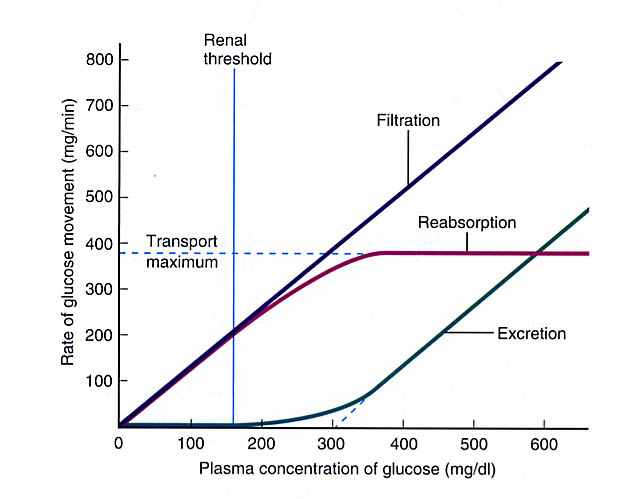 Renal
threshold
800
700
600
500
400
300
200
100
Rate of glucose movement (mg/min)
Filtration
Reabsorption
Transport
maximum
Excretion
0 100 200 300 400 500 600
Plasma concentration of glucose (mg/dl)